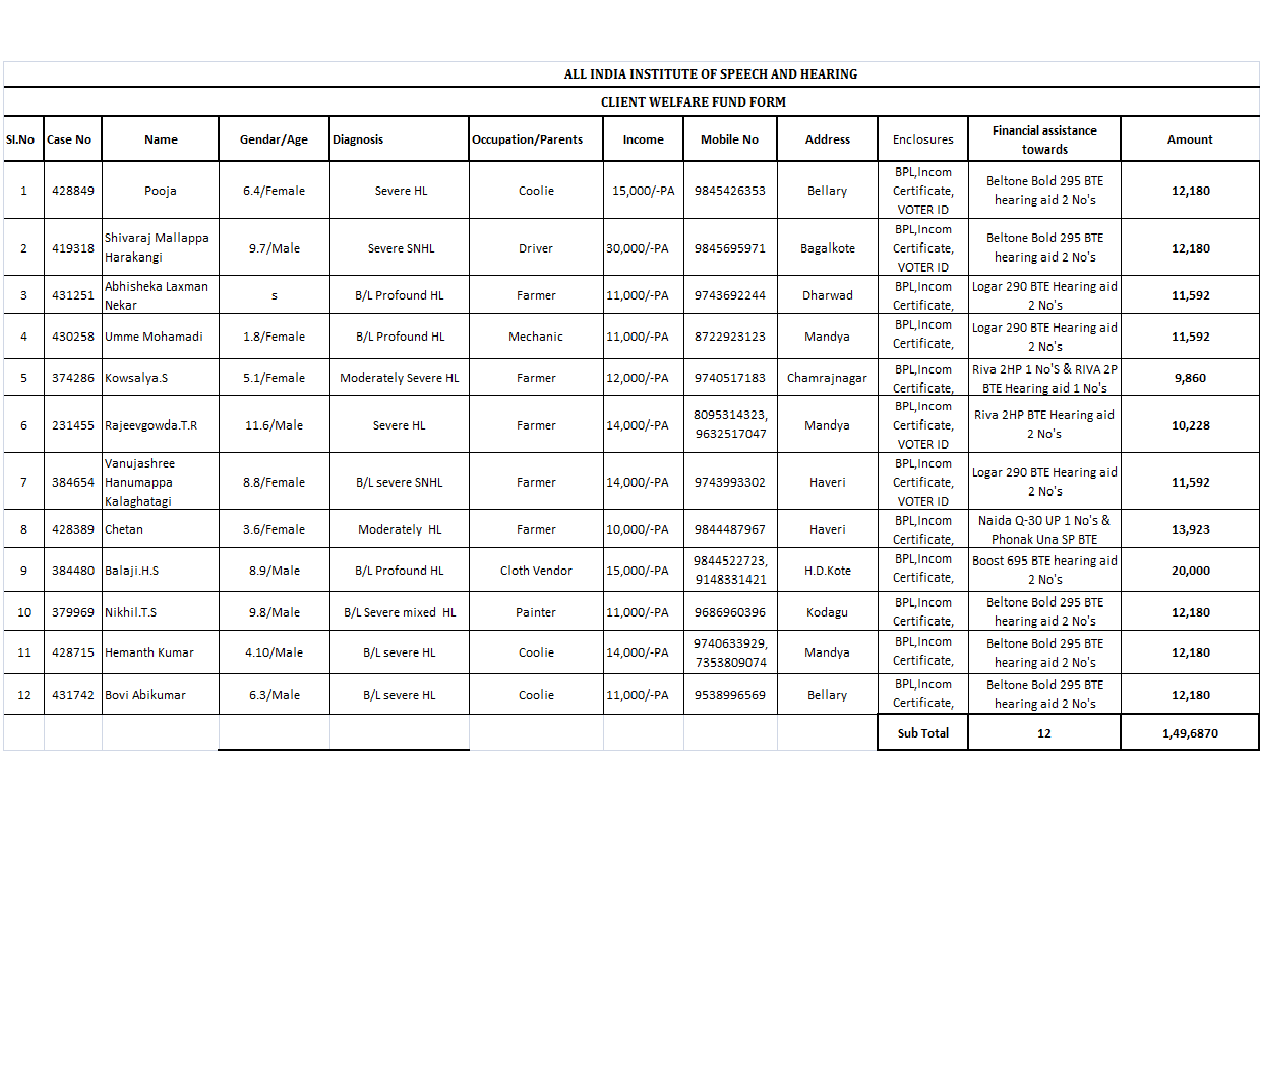 ALL INDIA INSTITUTE OF SPEECH AND HEARING
CLIENT WELFARE FUND FORM
Sl.No Case No Name Gendar/Age Diagnosis Occupation/Parents Income Mobile No Address Enclosures Financial assistance towards Amount
1 428849 Pooja 6.4/Female Severe HL Coolie 15,000/-PA 9845426353 Bellary BPL,Incom Certificate, VOTER ID Beltone Bold 295 BTE hearing aid 2 No's 12,180
2 419318 Shivaraj Mallappa Harakangi 9.7/Male Severe SNHL Driver 30,000/-PA 9845695971 Bagalkote BPL,Incom Certificate, VOTER ID Beltone Bold 295 BTE hearing aid 2 No's 12,180
3 431251 Abhisheka Laxman Nekar s B/L Profound HL Farmer 11,000/-PA 9743692244 Dharwad BPL,Incom Certificate, Logar 290 BTE Hearing aid 2 No's 11,592
4 430258 Umme Mohamadi 1.8/Female B/L Profound HL Mechanic 11,000/-PA 8722923123 Mandya BPL,Incom Certificate, Logar 290 BTE Hearing aid 2 No's 11,592
5 374286 Kowsalya.S 5.1/Female Moderately Severe HL Farmer 12,000/-PA 9740517183 Chamrajnagar BPL,Incom Certificate, Riva 2HP 1 No'S & RIVA 2P BTE Hearing aid 1 No's 9,860
6 231455 Rajeevgowda.T.R 11.6/Male Severe HL Farmer 14,000/-PA 8095314323, 9632517047 Mandya BPL,Incom Certificate, VOTER ID Riva 2HP BTE Hearing aid 2 No's 10,228
7 384654 Vanujashree Hanumappa Kalaghatagi 8.8/Female B/L severe SNHL Farmer 14,000/-PA 9743993302 Haveri BPL,Incom Certificate, VOTER ID Logar 290 BTE Hearing aid 2 No's 11,592
8 428389 Chetan 3.6/Female Moderately HL Farmer 10,000/-PA 9844487967 Haveri BPL,Incom Certificate, Naida Q-30 UP 1 No's & Phonak Una SP BTE 13,923
9 384480 Balaji.H.S 8.9/Male B/L Profound HL Cloth Vendor 15,000/-PA 9844522723, 9148331421 H.D.Kote BPL,Incom Certificate, Boost 695 BTE hearing aid 2 No's 20,000
10 379969 Nikhil.T.S 9.8/Male B/L Severe mixed HL Painter 11,000/-PA 9686960396 Kodagu BPL,Incom Certificate, Beltone Bold 295 BTE hearing aid 2 No's 12,180
11 428715 Hemanth Kumar 4.10/Male B/L severe HL Coolie 14,000/-PA 9740633929, 7353809074 Mandya BPL,Incom Certificate, Beltone Bold 295 BTE hearing aid 2 No's 12,180
12 431742 Bovi Abikumar 6.3/Male B/L severe HL Coolie 11,000/-PA 9538996569 Bellary BPL,Incom Certificate, Beltone Bold 295 BTE hearing aid 2 No's 12,180
Sub Total 12 1,49,6870